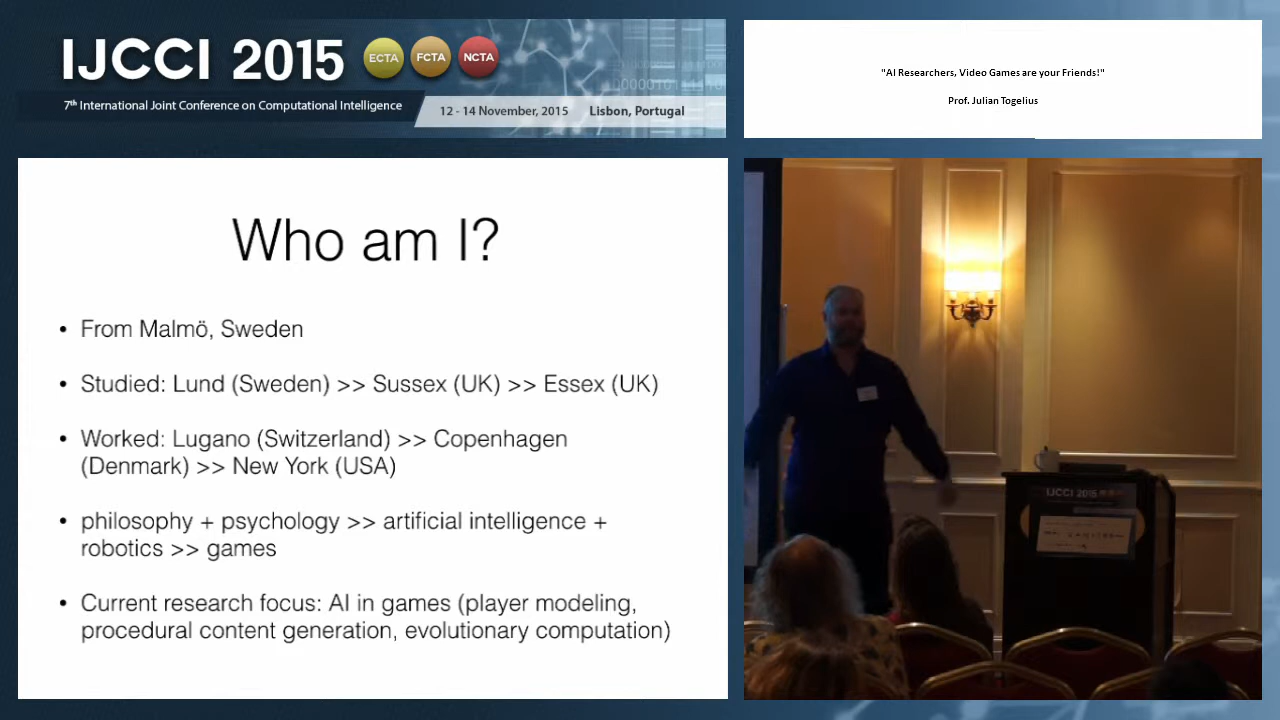 IJCCI 2015
ECTA
FCTA
NCTA
7th International Joint Conference on Computational Intelligence
12 - 14 November, 2015 Lisbon, Portugal
"AI Researchers, Video Games are your Friends!"
Prof. Julian Togelius
Who am I?
• From Malmö, Sweden
• Studied: Lund (Sweden) >> Sussex (UK) >> Essex (UK)
• Worked: Lugano (Switzerland) >> Copenhagen
(Denmark) >> New York (USA)
• philosophy + psychology >> artificial intelligence +
robotics >> games
• Current research focus: AI in games (player modeling,
procedural content generation, evolutionary computation)
IJCCI 2015